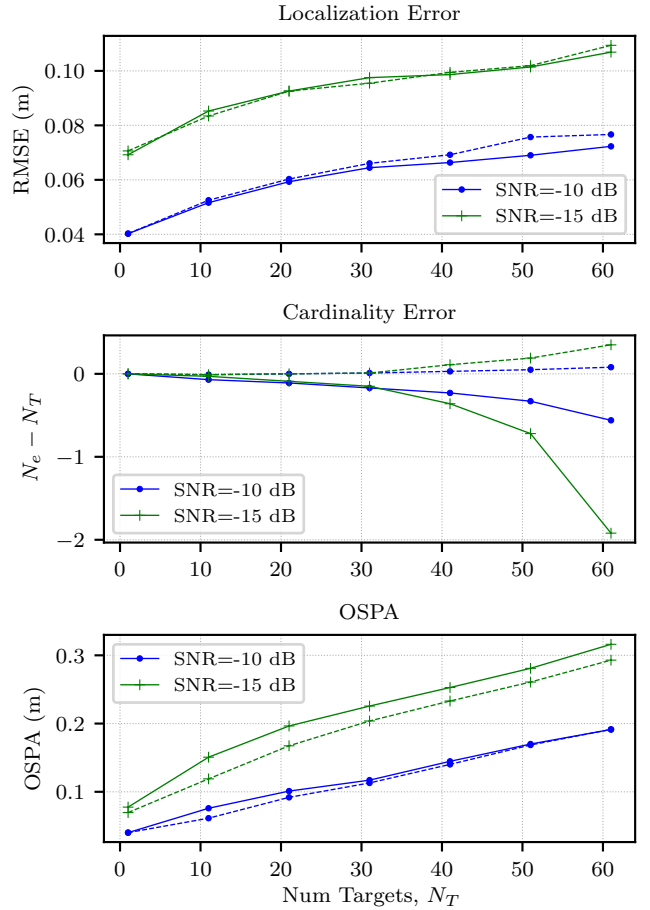 Localization Error
RMSE (m)
0.10
0.08
0.06
0.04
SNR=-10 dB
SNR=-15 dB
0 10 20 30 40 50 60
Cardinality Error
N_e − N_T
0
−1
−2
SNR=-10 dB
SNR=-15 dB
0 10 20 30 40 50 60
OSPA
OSPA (m)
0.3
0.2
0.1
SNR=-10 dB
SNR=-15 dB
0 10 20 30 40 50 60
Num Targets, N_T